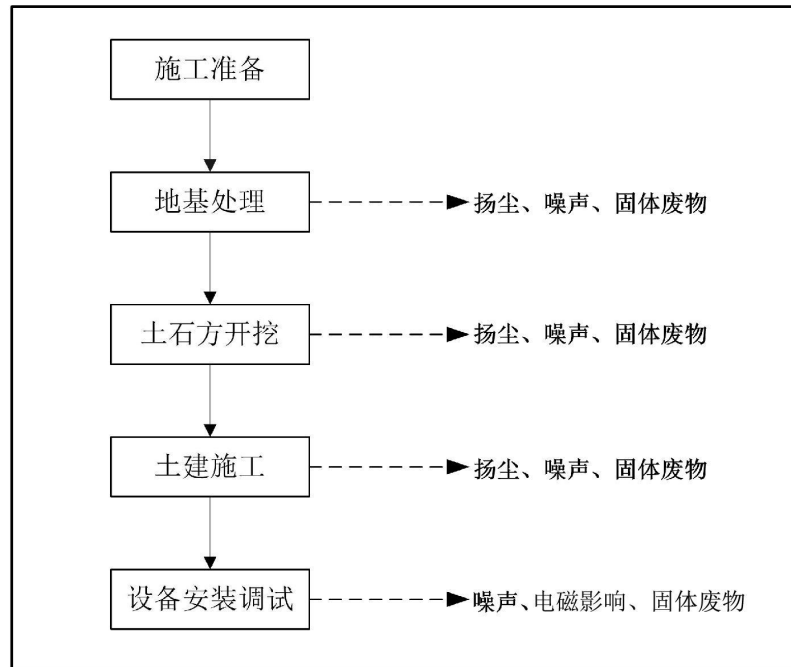 施工准备
地基处理
扬尘、噪声、固体废物
土石方开挖
扬尘、噪声、固体废物
土建施工
扬尘、噪声、固体废物
设备安装调试
噪声、电磁影响、固体废物